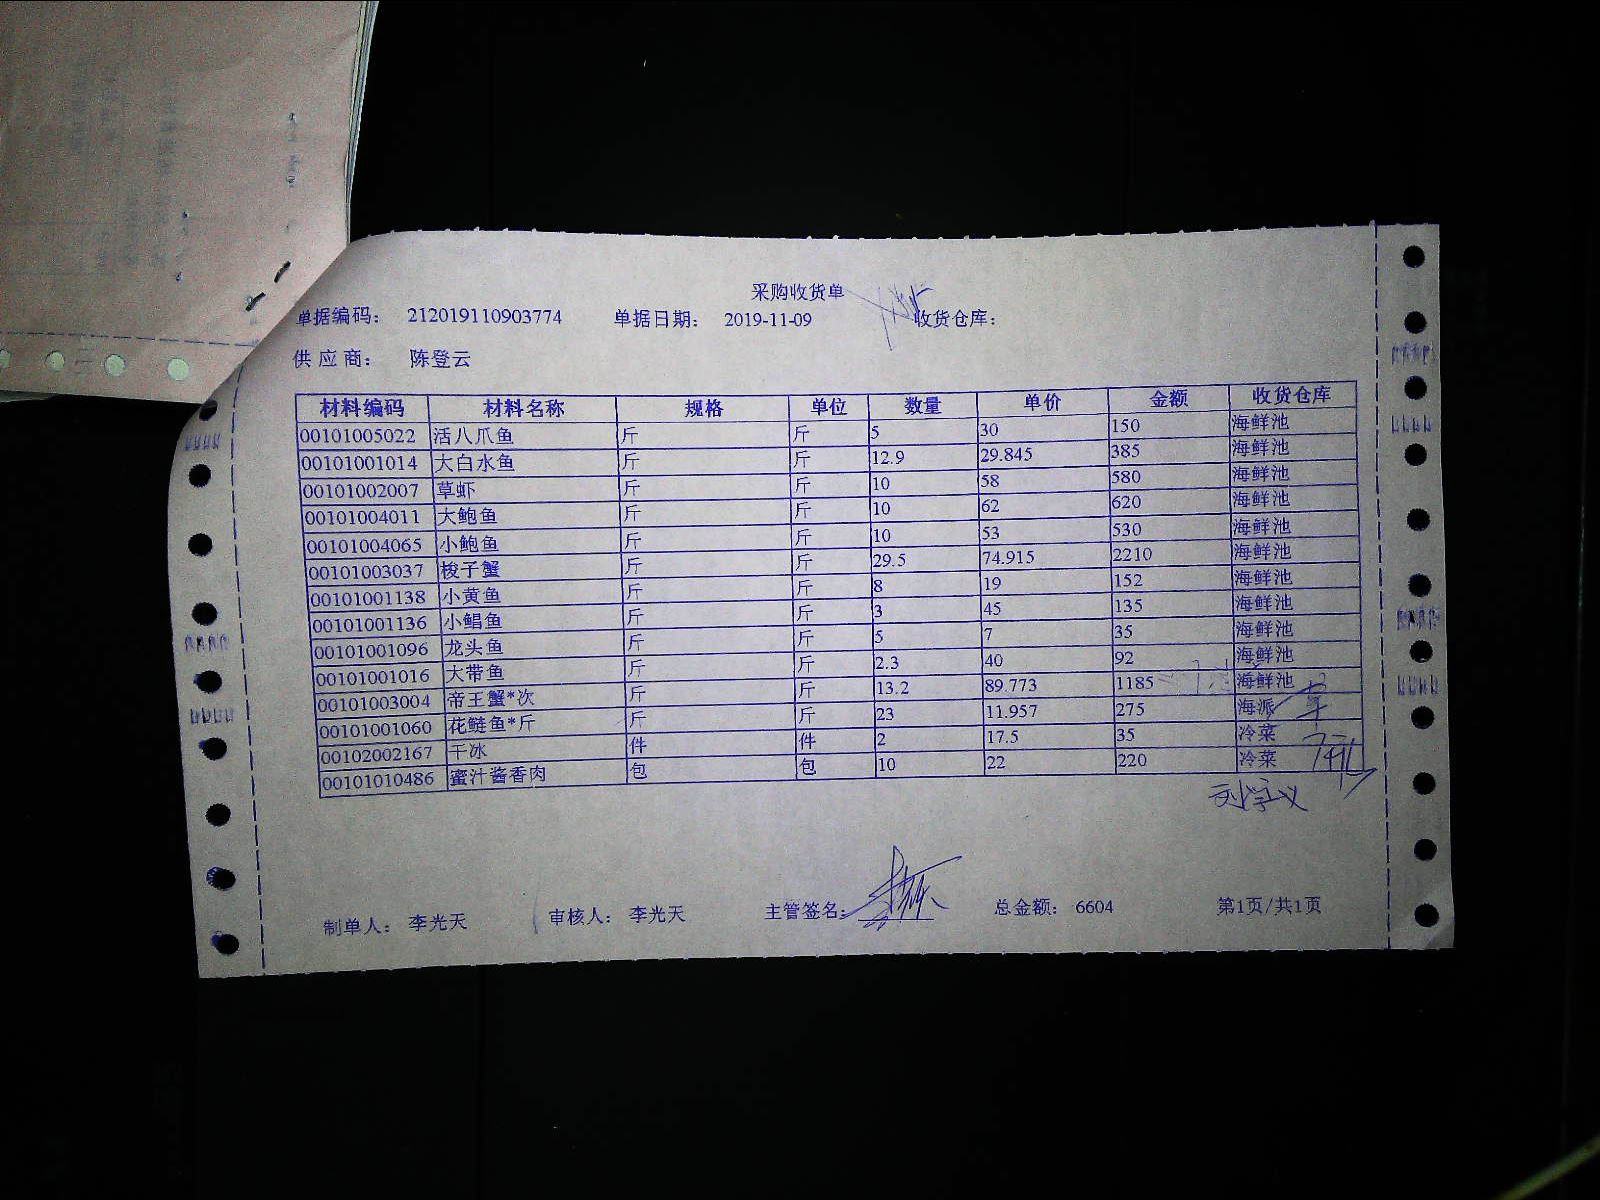 采购收货单
单据编码： 212019110903774 单据日期： 2019-11-09 收货仓库：
供应商： 陈登云
材料编码 材料名称 规格 单位 数量 单价 金额 收货仓库
00101005022 活八爪鱼 斤 斤 5 30 150 海鲜池
00101001014 大白水鱼 斤 斤 12.9 29.845 385 海鲜池
00101002007 草虾 斤 斤 10 58 580 海鲜池
00101004011 大鲍鱼 斤 斤 10 62 620 海鲜池
00101004065 小鲍鱼 斤 斤 10 53 530 海鲜池
00101003037 梭子蟹 斤 斤 29.5 74.915 2210 海鲜池
00101001138 小黄鱼 斤 斤 8 19 152 海鲜池
00101001136 小鲳鱼 斤 斤 3 45 135 海鲜池
00101001096 龙头鱼 斤 斤 5 7 35 海鲜池
00101001016 大带鱼 斤 斤 2.3 40 92 海鲜池
00101003004 帝王蟹*次 斤 斤 13.2 89.773 1185 海鲜池
00101001060 花鲢鱼*斤 斤 斤 23 11.957 275 海派
00102002167 干冰 件 件 2 17.5 35 冷菜
00101010486 蜜汁酱香肉 包 包 10 22 220 冷菜
刘学义
制单人： 李光天 审核人： 李光天 主管签名： 总金额： 6604 第1页/共1页